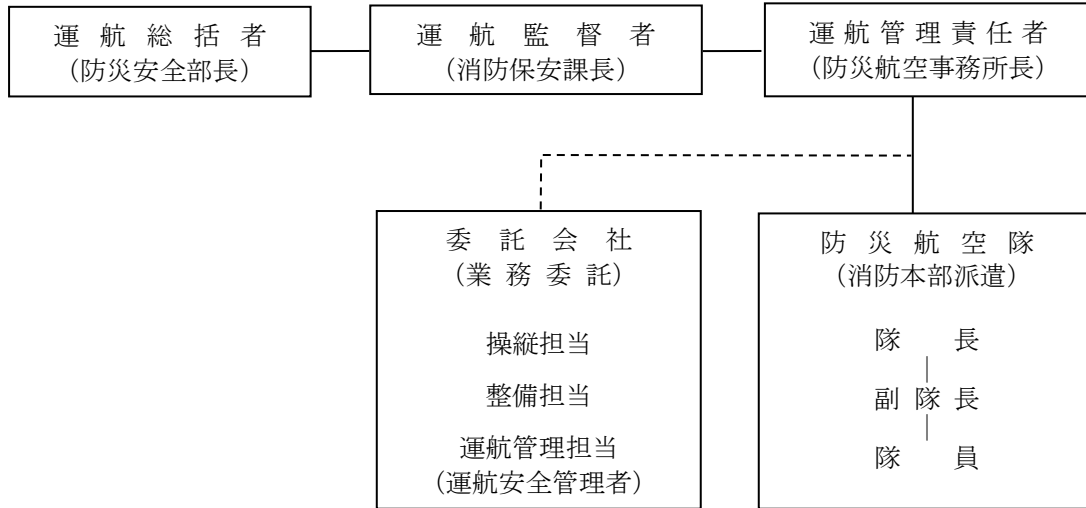 運航総括者
（防災安全部長）
運航監督者
（消防保安課長）
運航管理責任者
（防災航空事務所長）
委託会社
（業務委託）
操縦担当
整備担当
運航管理担当
（運航安全管理者）
防災航空隊
（消防本部派遣）
隊長
副隊長
隊員